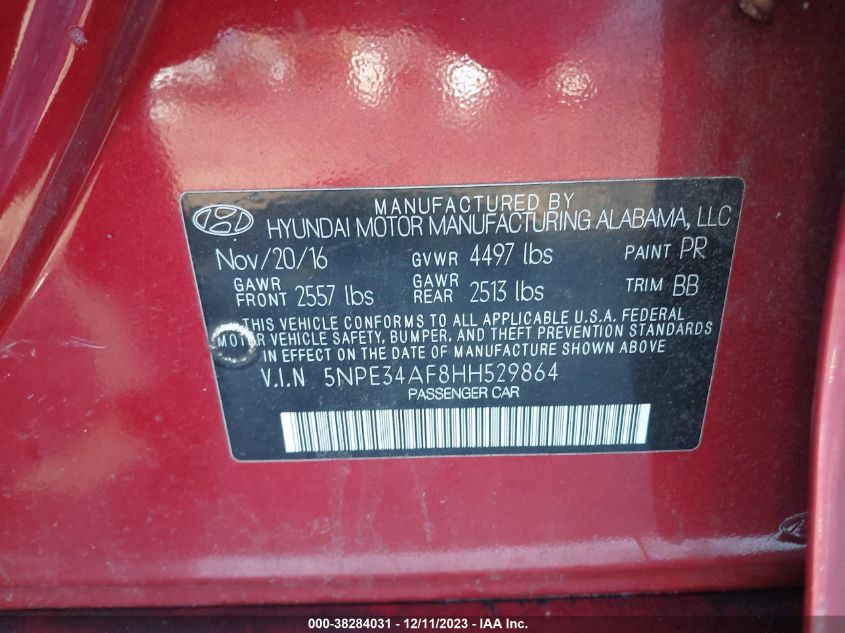 MANUFACTURED BY
HYUNDAI MOTOR MANUFACTURING ALABAMA, LLC
Nov/20/16 GVWR 4497 lbs PAINT PR
GAWR FRONT 2557 lbs GAWR REAR 2513 lbs TRIM BB
THIS VEHICLE CONFORMS TO ALL APPLICABLE U.S.A. FEDERAL
MOTOR VEHICLE SAFETY, BUMPER, AND THEFT PREVENTION STANDARDS
IN EFFECT ON THE DATE OF MANUFACTURE SHOWN ABOVE.
V.I.N 5NPE34AF8HH529864
PASSENGER CAR
000-38284031 - 12/11/2023 - IAA Inc.